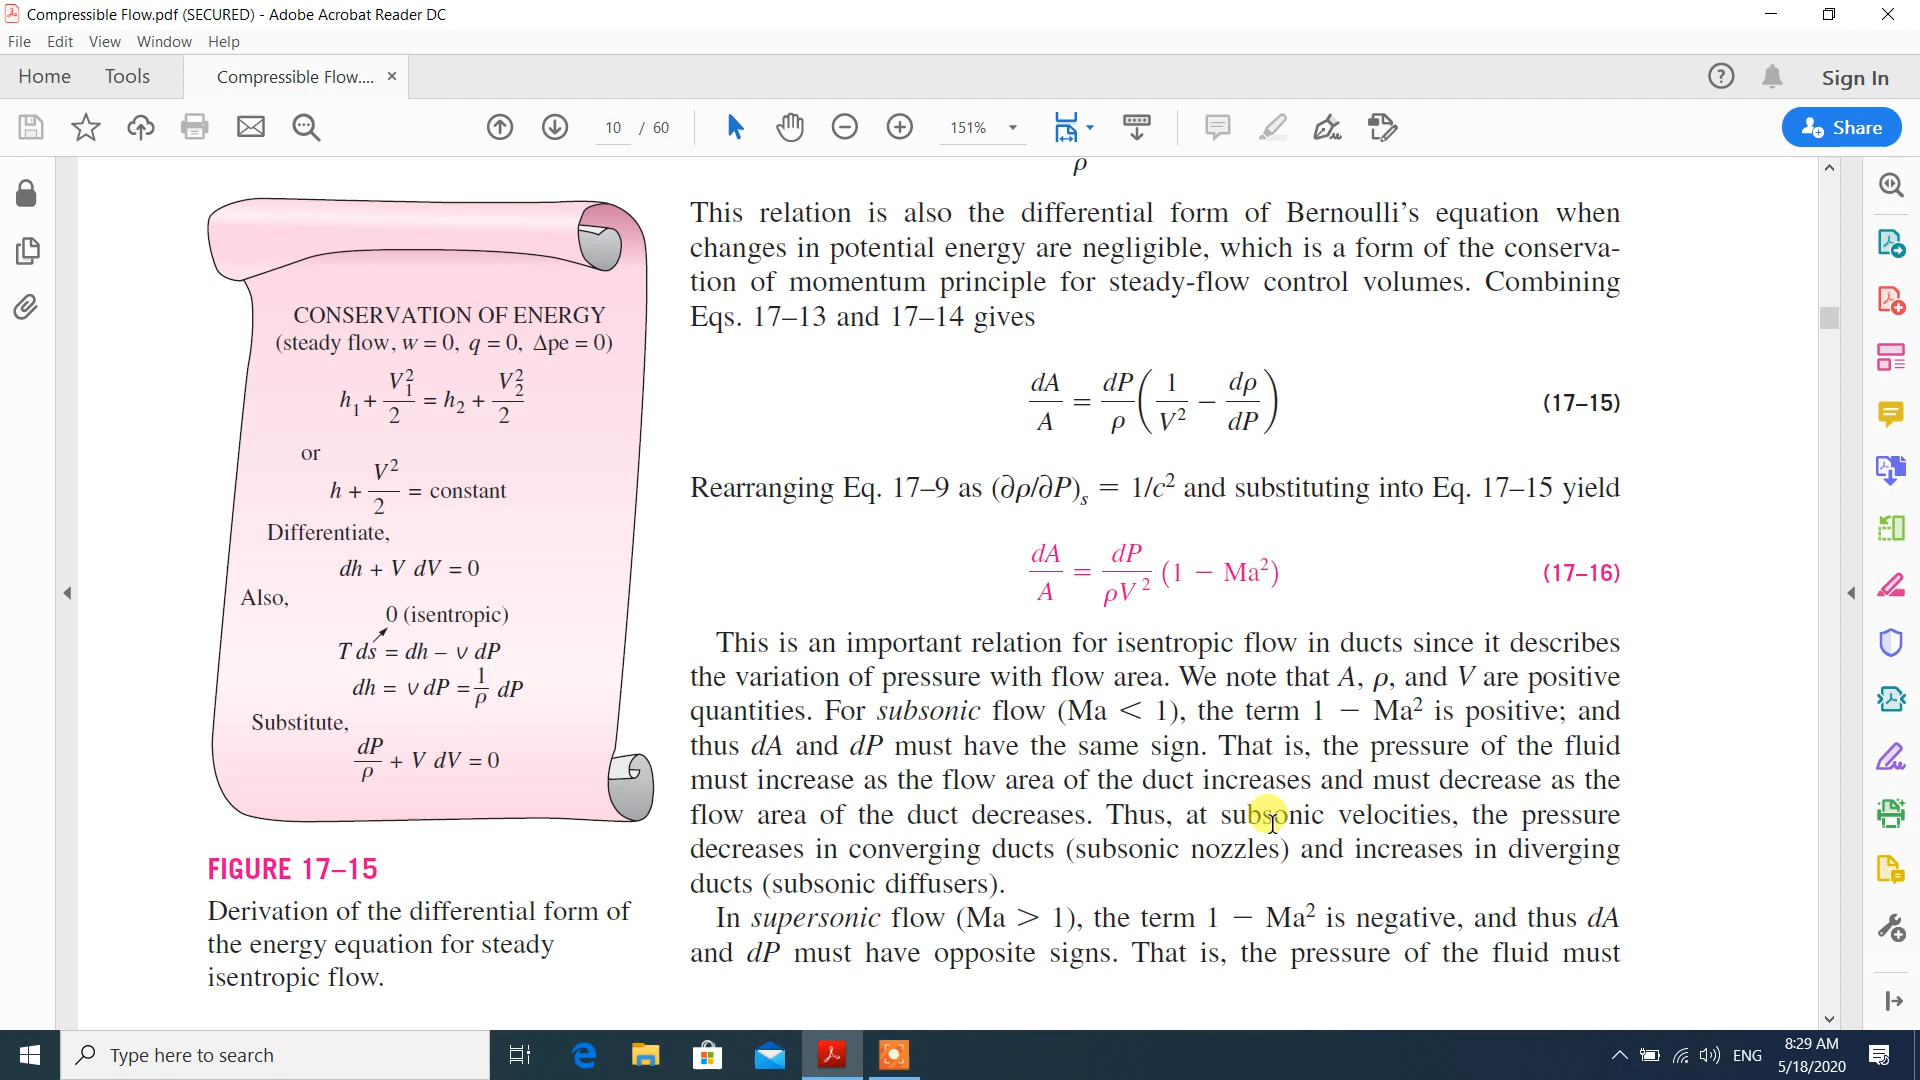 Compressible Flow.pdf (SECURED) - Adobe Acrobat Reader DC
File Edit View Window Help
Home Tools Compressible Flow.... × Sign In
10 / 60 151% Share
ρ
This relation is also the differential form of Bernoulli's equation when
changes in potential energy are negligible, which is a form of the conserva-
tion of momentum principle for steady-flow control volumes. Combining
Eqs. 17–13 and 17–14 gives
dA/A = dP/ρ (1/V² − dρ/dP) (17–15)
Rearranging Eq. 17–9 as (∂ρ/∂P)s = 1/c² and substituting into Eq. 17–15 yield
dA/A = dP/ρV² (1 − Ma²) (17–16)
This is an important relation for isentropic flow in ducts since it describes
the variation of pressure with flow area. We note that A, ρ, and V are positive
quantities. For subsonic flow (Ma < 1), the term 1 − Ma² is positive; and
thus dA and dP must have the same sign. That is, the pressure of the fluid
must increase as the flow area of the duct increases and must decrease as the
flow area of the duct decreases. Thus, at subsonic velocities, the pressure
decreases in converging ducts (subsonic nozzles) and increases in diverging
ducts (subsonic diffusers).
In supersonic flow (Ma > 1), the term 1 − Ma² is negative, and thus dA
and dP must have opposite signs. That is, the pressure of the fluid must
CONSERVATION OF ENERGY
(steady flow, w = 0, q = 0, Δpe = 0)
h₁ + V₁²/2 = h₂ + V₂²/2
or
h + V²/2 = constant
Differentiate,
dh + V dV = 0
Also,
0 (isentropic)
T ds = dh – v dP
dh = v dP = 1/ρ dP
Substitute,
dP/ρ + V dV = 0
FIGURE 17–15
Derivation of the differential form of
the energy equation for steady
isentropic flow.
Type here to search
ENG
8:29 AM
5/18/2020